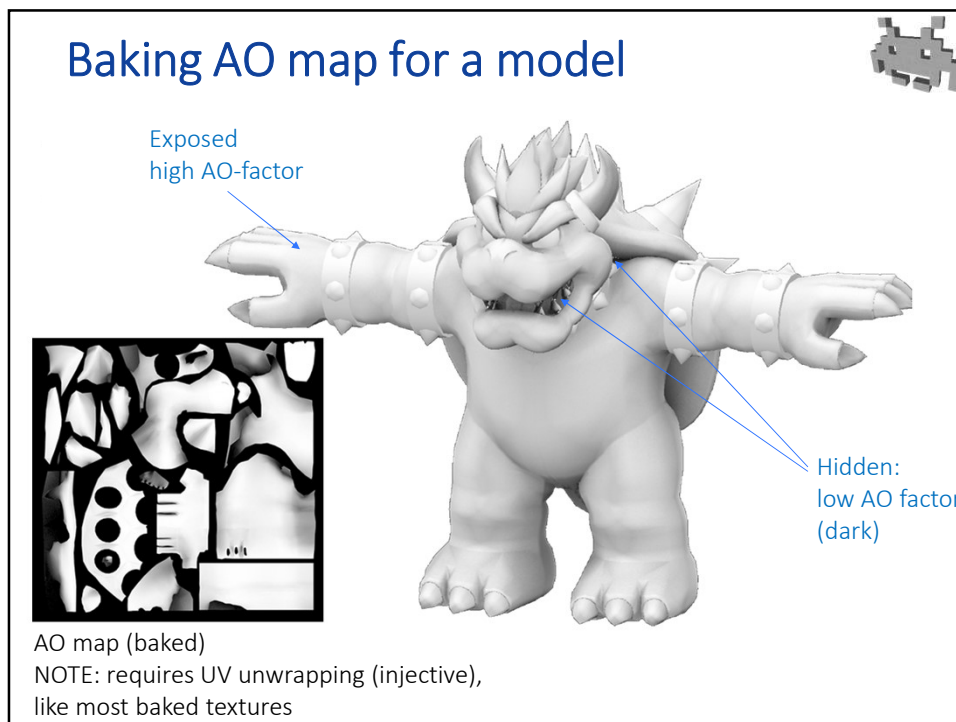 Baking AO map for a model
Exposed
high AO-factor
Hidden:
low AO factor
(dark)
AO map (baked)
NOTE: requires UV unwrapping (injective),
like most baked textures